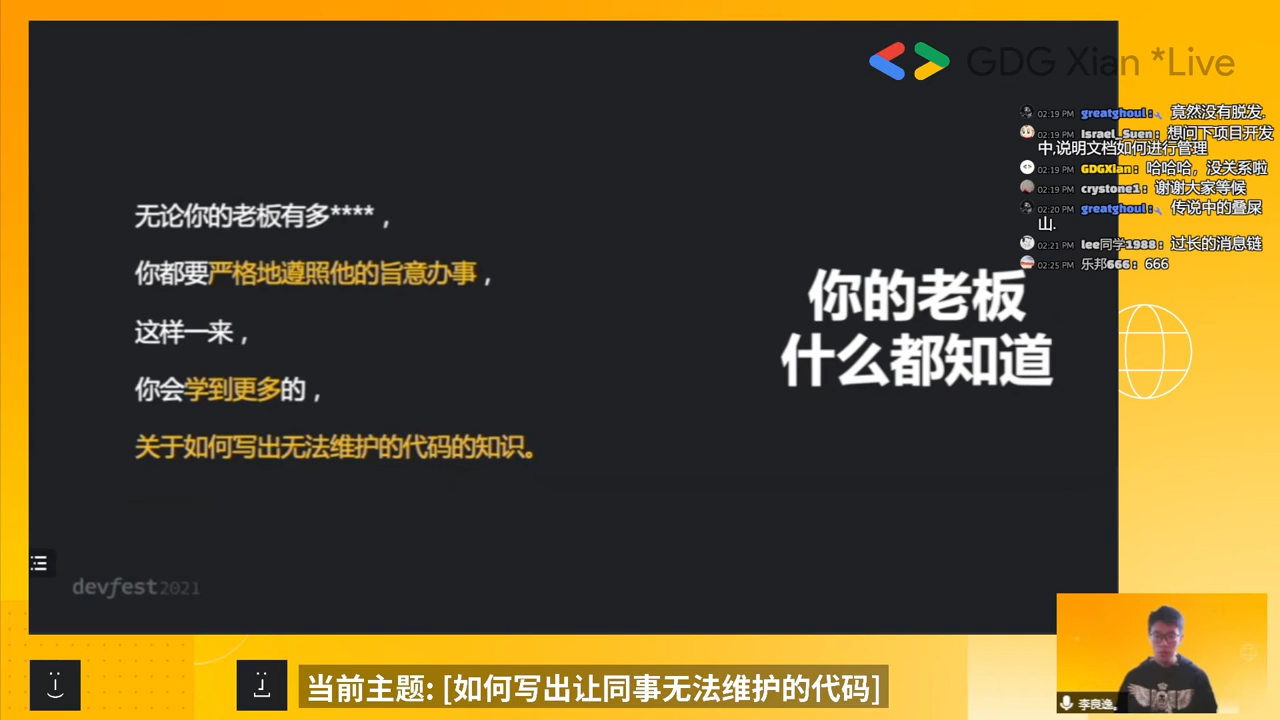 GDG Xian *Live
02:19 PM greatghoul: 竟然没有脱发.
02:19 PM Israel_Suen: 想问下项目开发
中,说明文档如何进行管理
02:19 PM GDGXian: 哈哈哈，没关系啦
02:19 PM crystone1: 谢谢大家等候
02:20 PM greatghoul: 传说中的叠屎
山.
02:21 PM lee同学1988: 过长的消息链
02:25 PM 乐邦666: 666
无论你的老板有多****，
你都要严格地遵照他的旨意办事，
这样一来，
你会学到更多的，
关于如何写出无法维护的代码的知识。
你的老板
什么都知道
devfest2021
当前主题: [如何写出让同事无法维护的代码]
李良逸